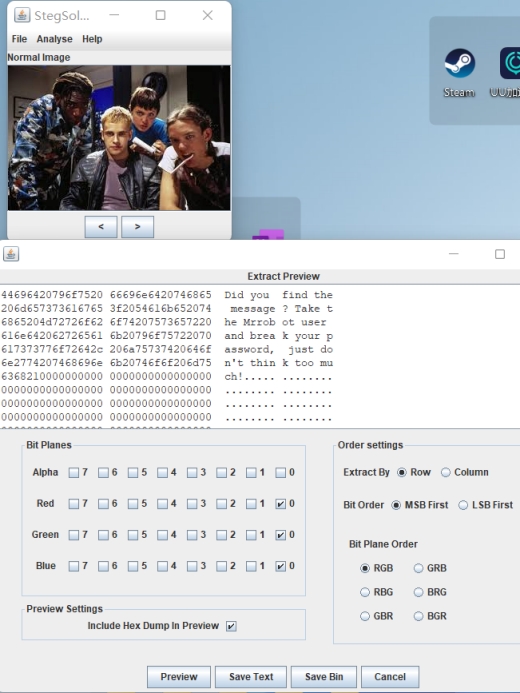 StegSol...
File Analyse Help
Normal Image
< >
Steam
Extract Preview
44696420796f7520 66696e6420746865 Did you find the
206d657373616765 3f2054616b652074 message ? Take t
6865204d72726f62 6f74207573657220 he Mrrob ot user
616e642062726561 6b20796f75722070 and brea k your p
617373776f72642c 206a75737420646f assword, just do
6e2774207468696e 6b20746f6f206d75 n't thin k too mu
6368210000000000 0000000000000000 ch!..... ........
0000000000000000 0000000000000000 ........ ........
0000000000000000 0000000000000000 ........ ........
0000000000000000 0000000000000000 ........ ........
Bit Planes
Alpha 7 6 5 4 3 2 1 0
Red 7 6 5 4 3 2 1 0
Green 7 6 5 4 3 2 1 0
Blue 7 6 5 4 3 2 1 0
Preview Settings
Include Hex Dump In Preview
Order settings
Extract By Row Column
Bit Order MSB First LSB First
Bit Plane Order
RGB GRB
RBG BRG
GBR BGR
Preview Save Text Save Bin Cancel